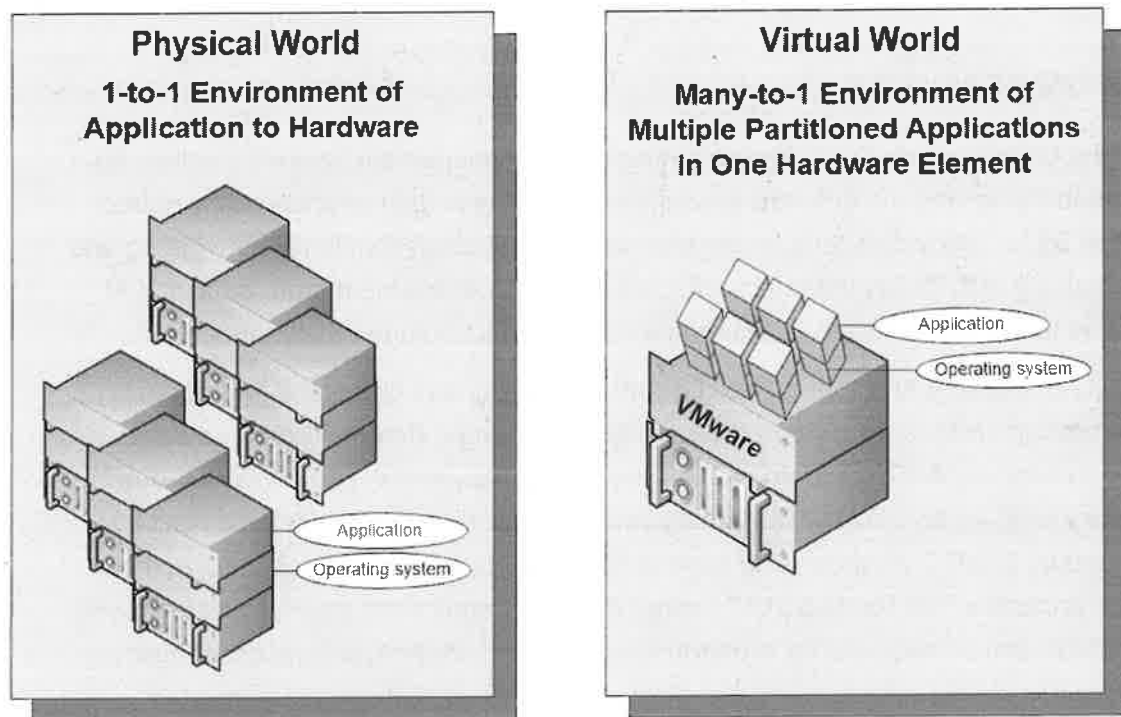 Physical World
1-to-1 Environment of
Application to Hardware
Application
Operating system
Virtual World
Many-to-1 Environment of
Multiple Partitioned Applications
in One Hardware Element
Application
Operating system
VMware